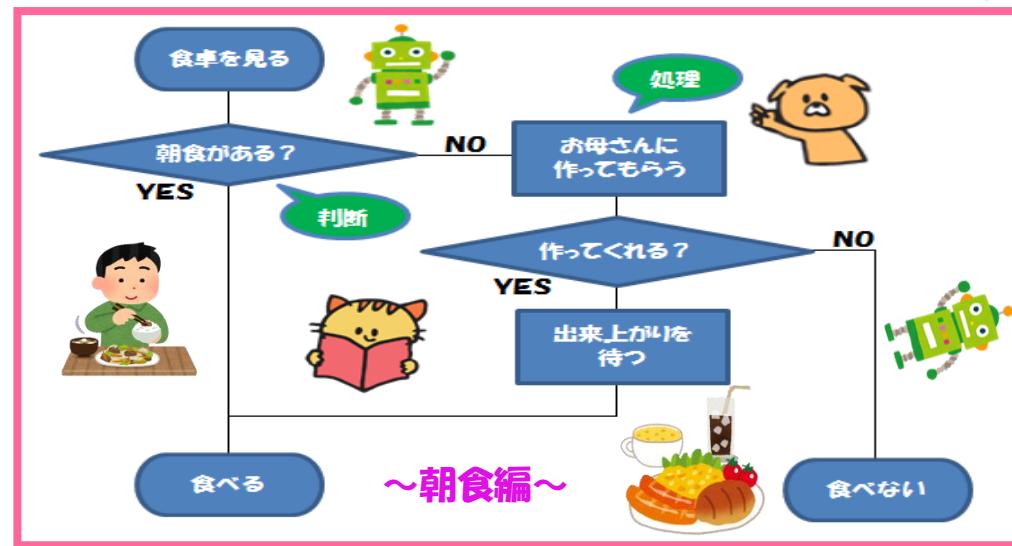 食卓を見る
処理
朝食がある？
NO
お母さんに
作ってもらう
YES
判断
作ってくれる？
NO
YES
出来上がりを
待つ
食べる
～朝食編～
食べない